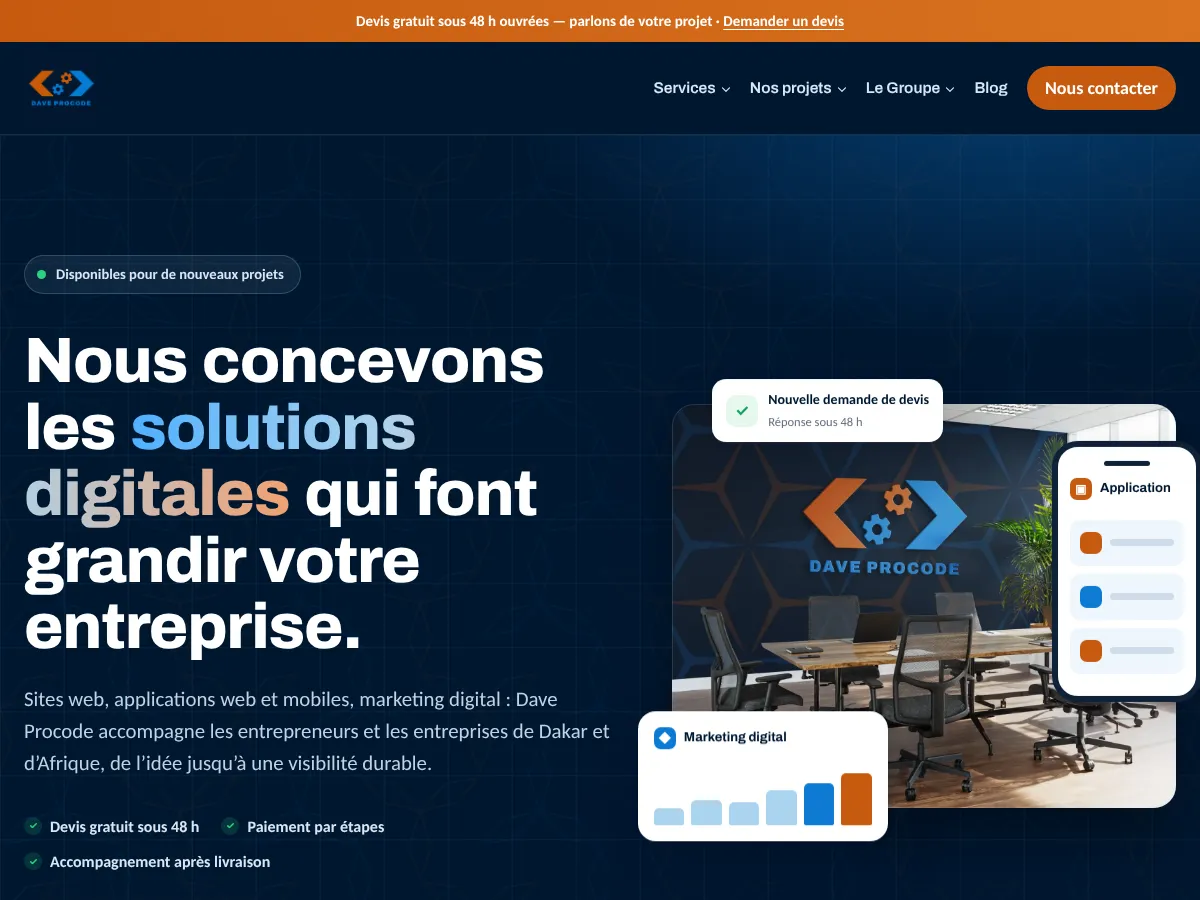 Devis gratuit sous 48 h ouvrées — parlons de votre projet · Demander un devis
DAVE PROCODE
Services
Nos projets
Le Groupe
Blog
Nous contacter
Disponibles pour de nouveaux projets
Nous concevons
les solutions
digitales qui font
grandir votre
entreprise.
Sites web, applications web et mobiles, marketing digital : Dave
Procode accompagne les entrepreneurs et les entreprises de Dakar et
d’Afrique, de l’idée jusqu’à une visibilité durable.
Devis gratuit sous 48 h
Paiement par étapes
Accompagnement après livraison
Nouvelle demande de devis
Réponse sous 48 h
DAVE PROCODE
Application
Marketing digital